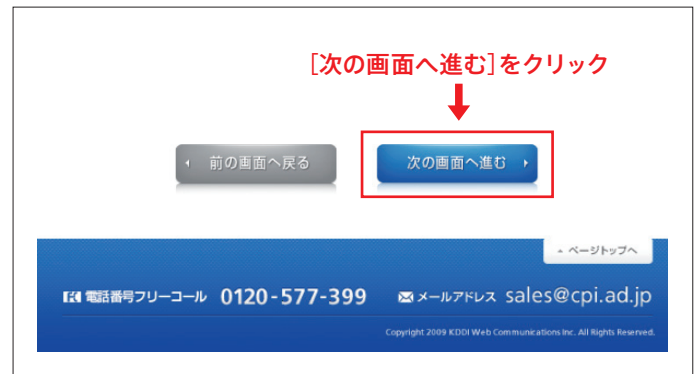 ［次の画面へ進む］をクリック
前の画面へ戻る
次の画面へ進む
ページトップへ
電話番号フリーコール 0120-577-399
メールアドレス sales@cpi.ad.jp
Copyright 2009 KDDI Web Communications Inc. All Rights Reserved.